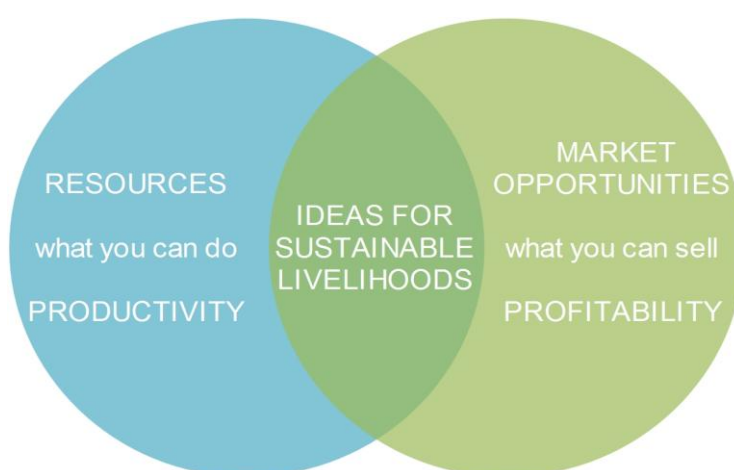 RESOURCES
what you can do
PRODUCTIVITY
IDEAS FOR
SUSTAINABLE
LIVELIHOODS
MARKET
OPPORTUNITIES
what you can sell
PROFITABILITY